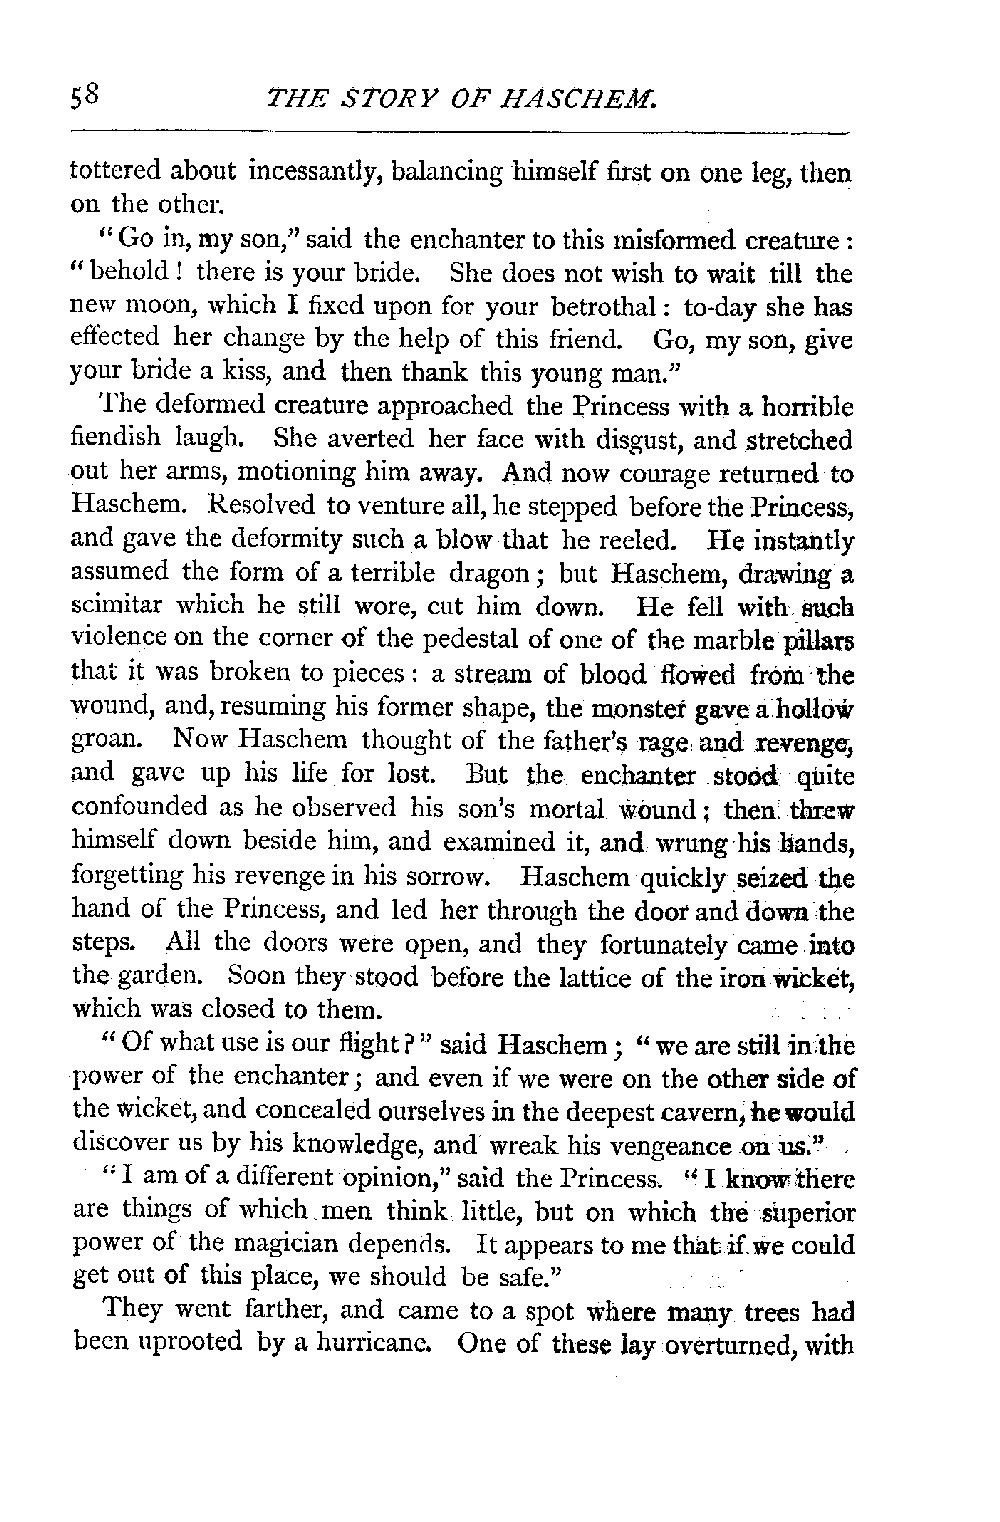 58 THE STORY OF HASCHEM.
tottered about incessantly, balancing himself first on one leg, then
on the other.
“Go in, my son,” said the enchanter to this misformed creature :
“behold! there is your bride. She does not wish to wait till the
new moon, which I fixed upon for your betrothal : to-day she has
effected her change by the help of this friend. Go, my son, give
your bride a kiss, and then thank this young man.”
The deformed creature approached the Princess with a horrible
fiendish laugh. She averted her face with disgust, and stretched
out her arms, motioning him away. And now courage returned to
Haschem. Resolved to venture all, he stepped before the Princess,
and gave the deformity such a blow that he reeled. He instantly
assumed the form of a terrible dragon ; but Haschem, drawing a
scimitar which he still wore, cut him down. He fell with such
violence on the corner of the pedestal of one of the marble pillars
that it was broken to pieces : a stream of blood flowed from the
wound, and, resuming his former shape, the monster gave a hollow
groan. Now Haschem thought of the father's rage and revenge,
and gave up his life for lost. But the enchanter stood quite
confounded as he observed his son's mortal wound ; then threw
himself down beside him, and examined it, and wrung his hands,
forgetting his revenge in his sorrow. Haschem quickly seized the
hand of the Princess, and led her through the door and down the
steps. All the doors were open, and they fortunately came into
the garden. Soon they stood before the lattice of the iron wicket,
which was closed to them.
“Of what use is our flight?” said Haschem ; “we are still in the
power of the enchanter ; and even if we were on the other side of
the wicket, and concealed ourselves in the deepest cavern, he would
discover us by his knowledge, and wreak his vengeance on us.”
“I am of a different opinion,” said the Princess. “I know there
are things of which men think little, but on which the superior
power of the magician depends. It appears to me that if we could
get out of this place, we should be safe.”
They went farther, and came to a spot where many trees had
been uprooted by a hurricane. One of these lay overturned, with